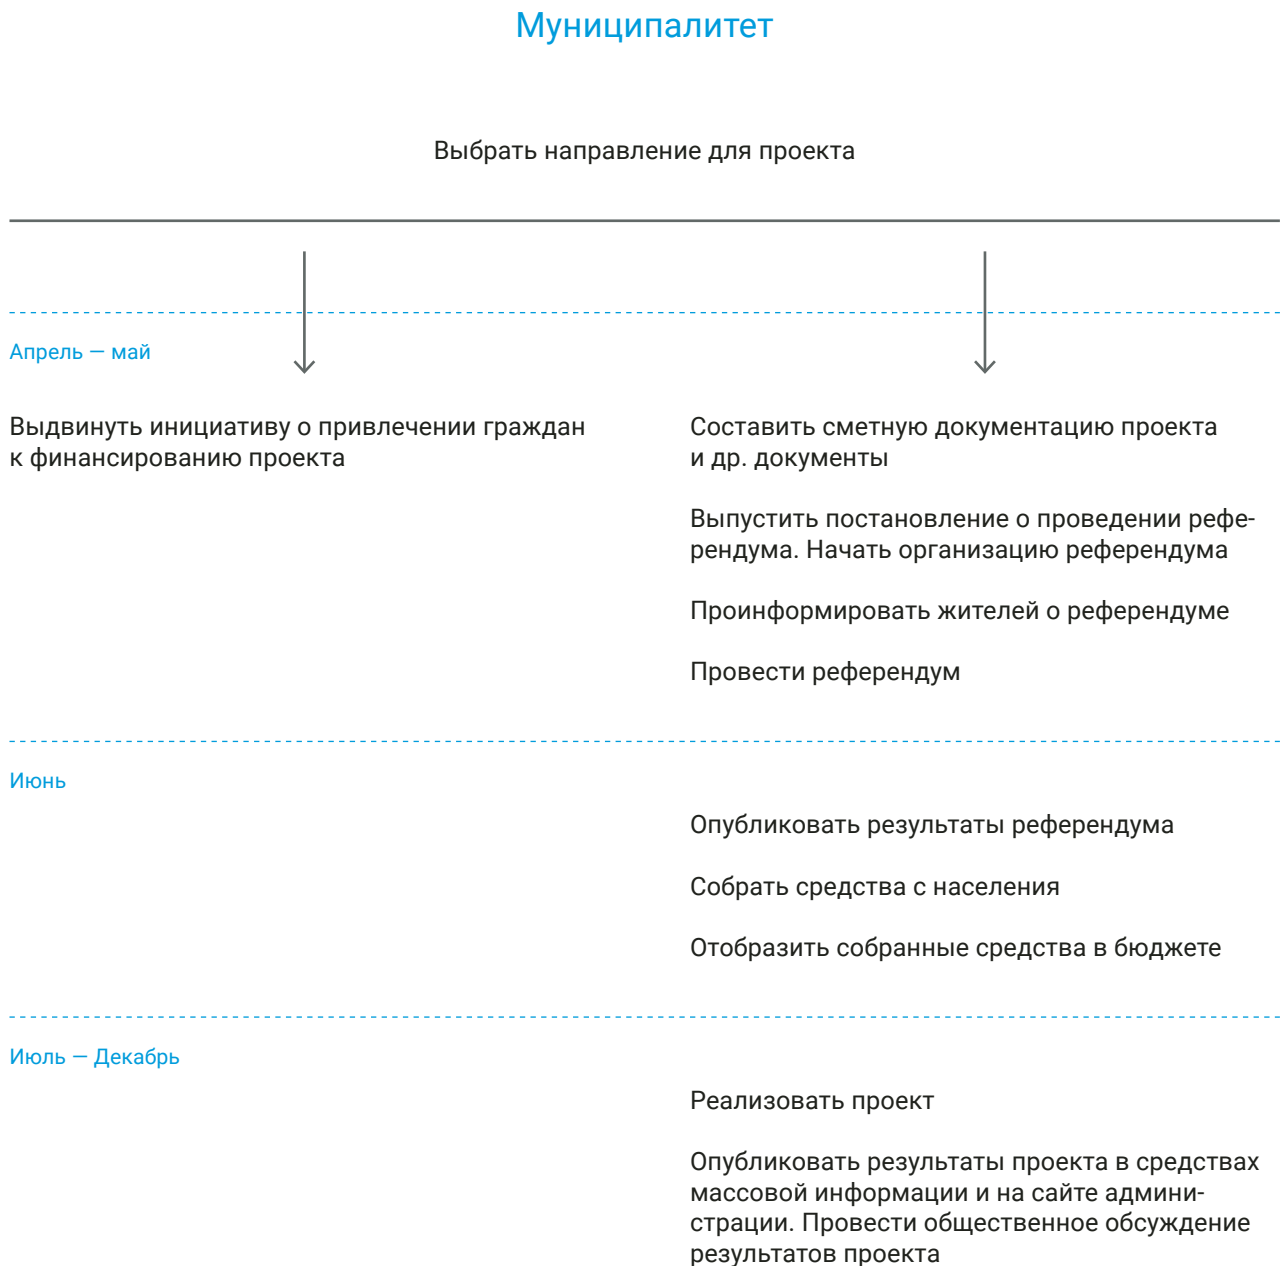 Муниципалитет
Выбрать направление для проекта
Апрель — май
Выдвинуть инициативу о привлечении граждан
к финансированию проекта
Составить сметную документацию проекта
и др. документы
Выпустить постановление о проведении рефе-
рендума. Начать организацию референдума
Проинформировать жителей о референдуме
Провести референдум
Июнь
Опубликовать результаты референдума
Собрать средства с населения
Отобразить собранные средства в бюджете
Июль — Декабрь
Реализовать проект
Опубликовать результаты проекта в средствах
массовой информации и на сайте админи-
страции. Провести общественное обсуждение
результатов проекта